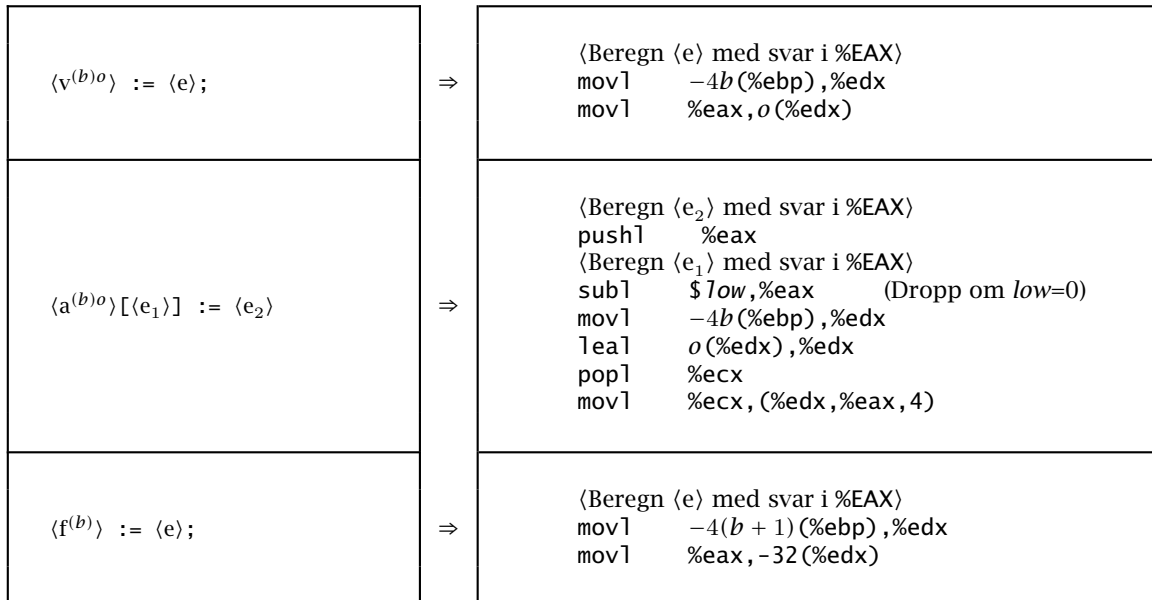 ⟨v⁽ᵇ⁾ᵒ⟩ := ⟨e⟩; ⇒
⟨Beregn ⟨e⟩ med svar i %EAX⟩
movl −4b(%ebp),%edx
movl %eax,o(%edx)
⟨a⁽ᵇ⁾ᵒ⟩[⟨e₁⟩] := ⟨e₂⟩ ⇒
⟨Beregn ⟨e₂⟩ med svar i %EAX⟩
pushl %eax
⟨Beregn ⟨e₁⟩ med svar i %EAX⟩
subl $low,%eax (Dropp om low=0)
movl −4b(%ebp),%edx
leal o(%edx),%edx
popl %ecx
movl %ecx,(%edx,%eax,4)
⟨f⁽ᵇ⁾⟩ := ⟨e⟩; ⇒
⟨Beregn ⟨e⟩ med svar i %EAX⟩
movl −4(b + 1)(%ebp),%edx
movl %eax,-32(%edx)